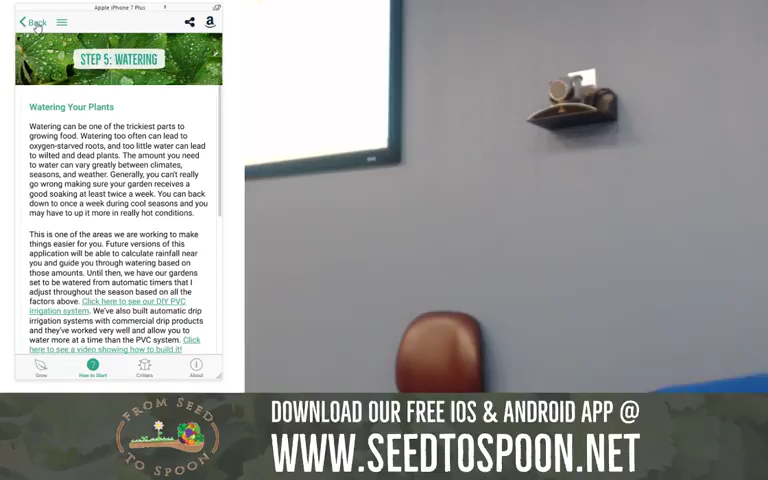 Apple iPhone 7 Plus
Back
STEP 5: WATERING
Watering Your Plants
Watering can be one of the trickiest parts to
growing food. Watering too often can lead to
oxygen-starved roots, and too little water can lead
to wilted and dead plants. The amount you need
to water can vary greatly between climates,
seasons, and weather. Generally, you can't really
go wrong making sure your garden receives a
good soaking at least twice a week. You can back
down to once a week during cool seasons and you
may have to up it more in really hot conditions.
This is one of the areas we are working to make
things easier for you. Future versions of this
application will be able to calculate rainfall near
you and guide you through watering based on
those amounts. Until then, we have our gardens
set to be watered from automatic timers that I
adjust throughout the season based on all the
factors above. Click here to see our DIY PVC
irrigation system. We've also built automatic drip
irrigation systems with commercial drip products
and they've worked very well and allow you to
water more at a time than the PVC system. Click
here to see a video showing how to build it!
Grow
How to Start
Critters
About
FROM SEED
TO SPOON
DOWNLOAD OUR FREE IOS & ANDROID APP @
WWW.SEEDTOSPOON.NET